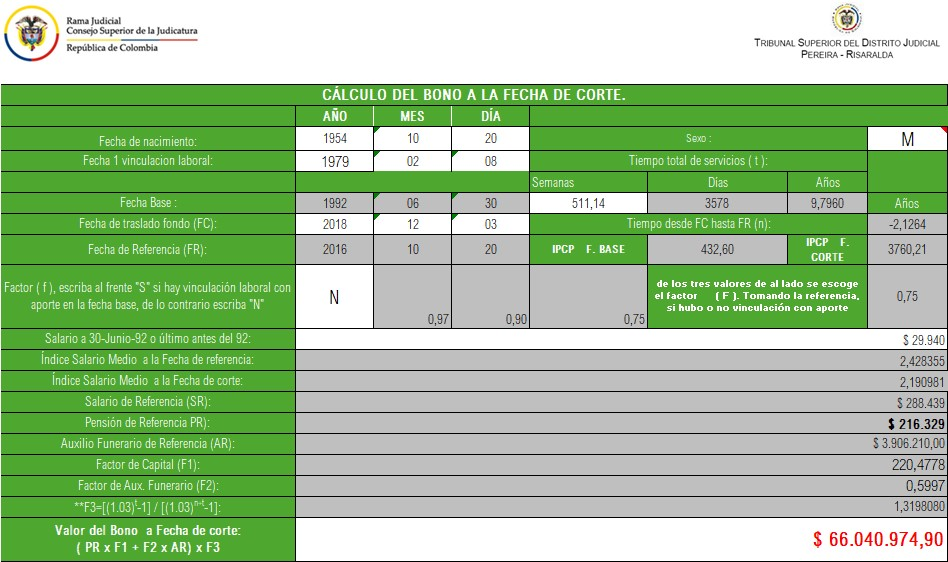 Rama Judicial
Consejo Superior de la Judicatura
República de Colombia
TRIBUNAL SUPERIOR DEL DISTRITO JUDICIAL
PEREIRA - RISARALDA
CÁLCULO DEL BONO A LA FECHA DE CORTE.
AÑO MES DÍA
Fecha de nacimiento: 1954 10 20 Sexo : M
Fecha 1 vinculacion laboral: 1979 02 08 Tiempo total de servicios ( t ):
Semanas Días Años
Fecha Base : 1992 06 30 511,14 3578 9,7960 Años
Fecha de traslado fondo (FC): 2018 12 03 Tiempo desde FC hasta FR (n): -2,1264
Fecha de Referencia (FR): 2016 10 20 IPCP F. BASE 432,60 IPCP F. CORTE 3760,21
Factor ( f ), escriba al frente "S" si hay vinculación laboral con
aporte en la fecha base, de lo contrario escriba "N"
N
0,97 0,90 0,75
de los tres valores de al lado se escoge
el factor ( F ). Tomando la referencia,
si hubo o no vinculación con aporte
0,75
Salario a 30-Junio-92 o último antes del 92: $ 29.940
Índice Salario Medio a la Fecha de referencia: 2,428355
Índice Salario Medio a la Fecha de corte: 2,190981
Salario de Referencia (SR): $ 288.439
Pensión de Referencia PR): $ 216.329
Auxilio Funerario de Referencia (AR): $ 3.906.210,00
Factor de Capital (F1): 220,4778
Factor de Aux. Funerario (F2): 0,5997
**F3=[(1.03)^t-1] / [(1.03)^n+t-1]: 1,3198080
Valor del Bono a Fecha de corte:
( PR x F1 + F2 x AR) x F3
$ 66.040.974,90